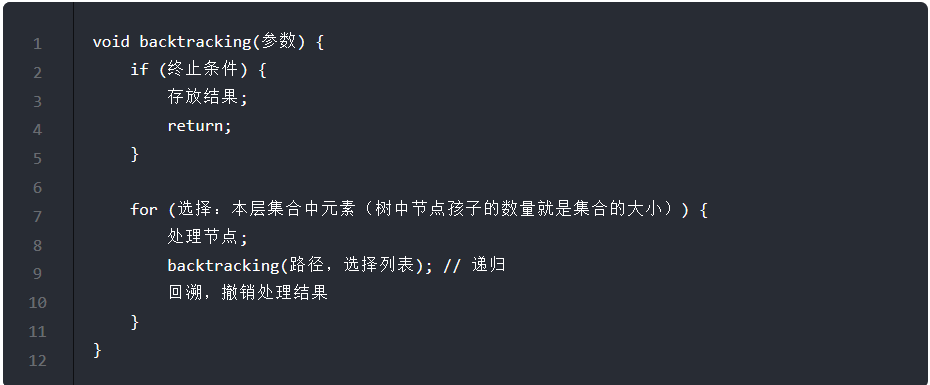 1 void backtracking(参数) {
2     if (终止条件) {
3         存放结果;
4         return;
5     }
6
7     for (选择：本层集合中元素（树中节点孩子的数量就是集合的大小）) {
8         处理节点;
9         backtracking(路径，选择列表); // 递归
10         回溯，撤销处理结果
11     }
12 }